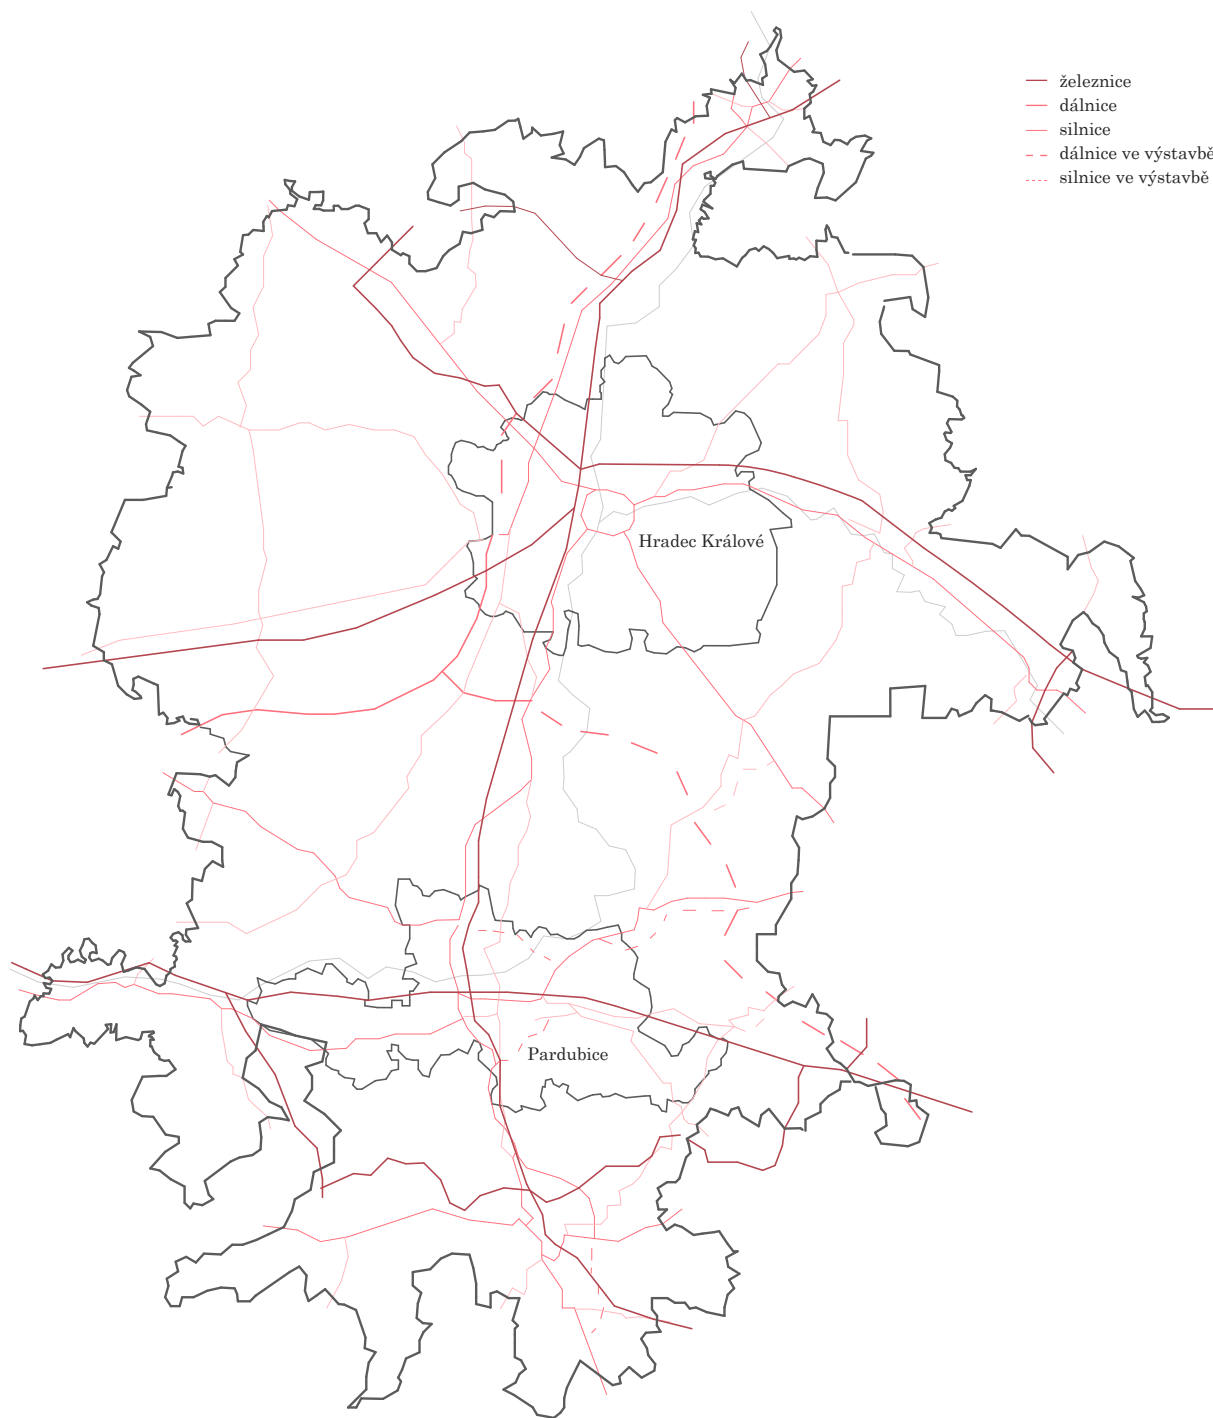 železnice
dálnice
silnice
dálnice ve výstavbě
silnice ve výstavbě
Hradec Králové
Pardubice